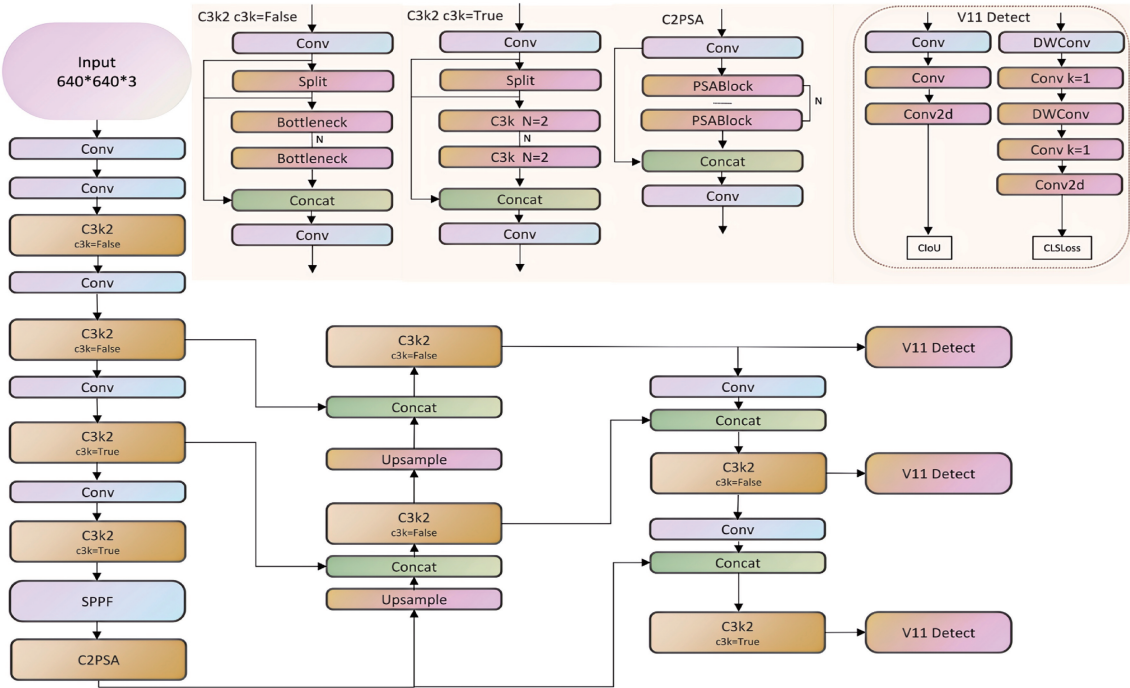 Input
640*640*3
Conv
Conv
C3k2
c3k=False
Conv
C3k2
c3k=False
Conv
C3k2
c3k=True
Conv
C3k2
c3k=True
SPPF
C2PSA
C3k2 c3k=False
Conv
Split
Bottleneck
N
Bottleneck
Concat
Conv
C3k2 c3k=True
Conv
Split
C3k N=2
N
C3k N=2
Concat
Conv
C2PSA
Conv
PSABlock
N
PSABlock
Concat
Conv
V11 Detect
Conv
Conv
Conv2d
CIoU
DWConv
Conv k=1
DWConv
Conv k=1
Conv2d
CLSLoss
C3k2
c3k=False
Concat
Upsample
C3k2
c3k=False
Concat
Upsample
Conv
Concat
C3k2
c3k=False
Conv
Concat
C3k2
c3k=True
V11 Detect
V11 Detect
V11 Detect